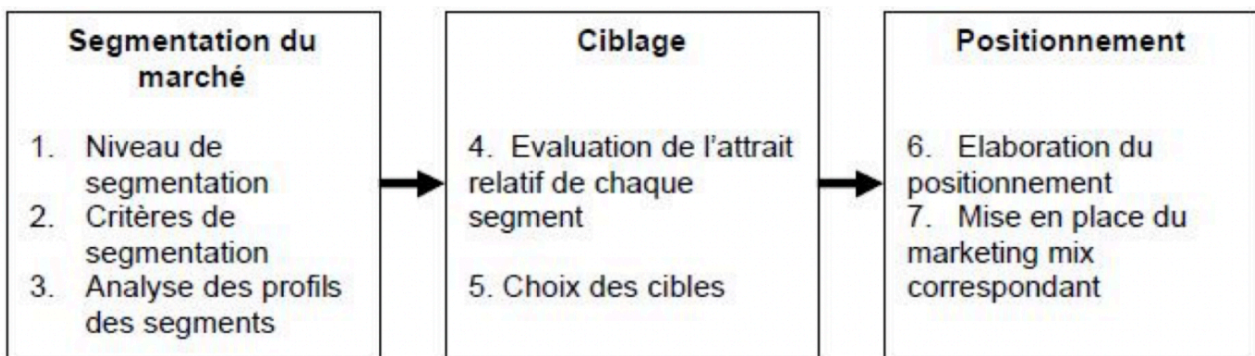 Segmentation du
marché
1. Niveau de
segmentation
2. Critères de
segmentation
3. Analyse des profils
des segments
Ciblage
4. Evaluation de l'attrait
relatif de chaque
segment
5. Choix des cibles
Positionnement
6. Elaboration du
positionnement
7. Mise en place du
marketing mix
correspondant